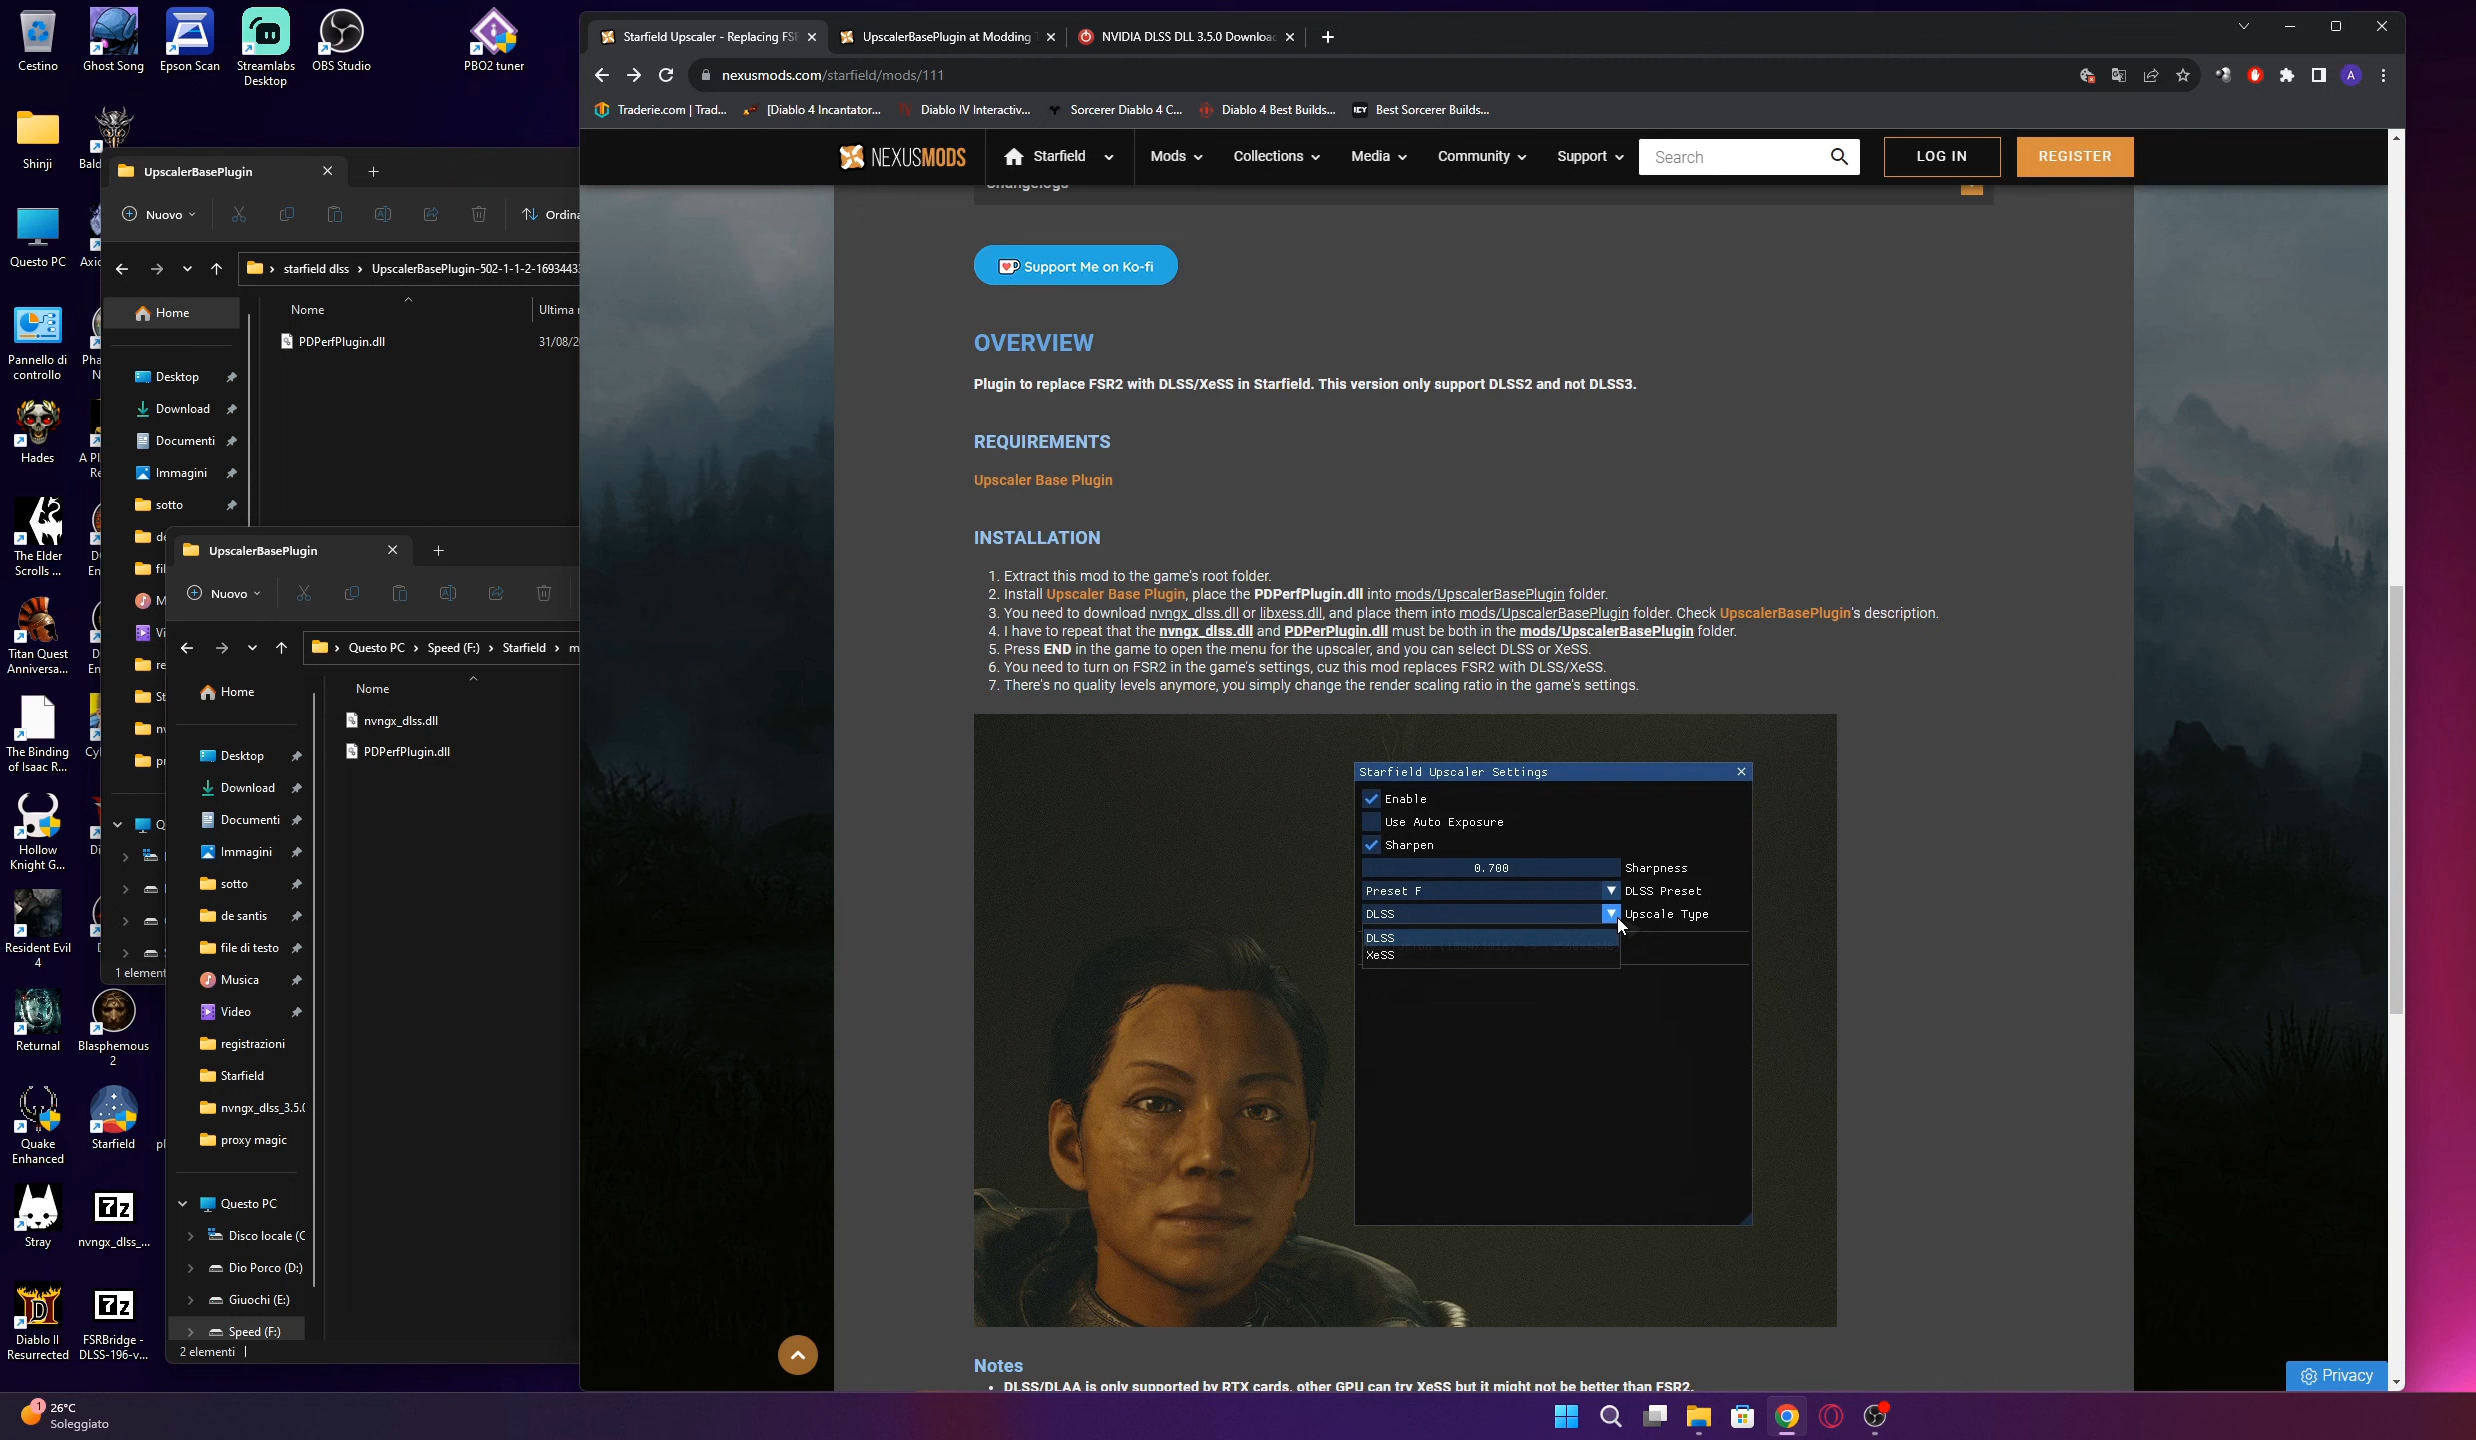 Cestino
Ghost Song
Epson Scan
Streamlabs Desktop
OBS Studio
PBO2 tuner
Shinji
Questo PC
Pannello di controllo
Hades
The Elder Scrolls ...
Titan Quest Anniversa...
The Binding of Isaac R...
Hollow Knight G...
Resident Evil 4
Returnal
Blasphemous 2
Quake Enhanced
Starfield
Stray
nvngx_dlss_...
Diablo II Resurrected
FSRBridge - DLSS-196-v...
UpscalerBasePlugin
Nuovo
starfield dlss > UpscalerBasePlugin-502-1-1-2-1693443
Home
Nome
PDPerfPlugin.dll
31/08/2
Desktop
Download
Documenti
Immagini
sotto
UpscalerBasePlugin
Nuovo
Questo PC > Speed (F:) > Starfield >
Home
Nome
nvngx_dlss.dll
PDPerfPlugin.dll
Desktop
Download
Documenti
Immagini
sotto
de santis
file di testo
Musica
Video
registrazioni
Starfield
nvngx_dlss_3.5.0
proxy magic
Questo PC
Disco locale (C
Dio Porco (D:)
Giuochi (E:)
Speed (F:)
2 elementi
Starfield Upscaler - Replacing FS
UpscalerBasePlugin at Modding
NVIDIA DLSS DLL 3.5.0 Downloa
nexusmods.com/starfield/mods/111
A
Traderie.com | Trad...
[Diablo 4 Incantator...
Diablo IV Interactiv...
Sorcerer Diablo 4 C...
Diablo 4 Best Builds...
Best Sorcerer Builds...
NEXUSMODS
Starfield
Mods
Collections
Media
Community
Support
Search
LOG IN
REGISTER
Changelogs
Support Me on Ko-fi
OVERVIEW
Plugin to replace FSR2 with DLSS/XeSS in Starfield. This version only support DLSS2 and not DLSS3.
REQUIREMENTS
Upscaler Base Plugin
INSTALLATION
1. Extract this mod to the game's root folder.
2. Install Upscaler Base Plugin, place the PDPerfPlugin.dll into mods/UpscalerBasePlugin folder.
3. You need to download nvngx_dlss.dll or libxess.dll, and place them into mods/UpscalerBasePlugin folder. Check UpscalerBasePlugin's description.
4. I have to repeat that the nvngx_dlss.dll and PDPerPlugin.dll must be both in the mods/UpscalerBasePlugin folder.
5. Press END in the game to open the menu for the upscaler, and you can select DLSS or XeSS.
6. You need to turn on FSR2 in the game's settings, cuz this mod replaces FSR2 with DLSS/XeSS.
7. There's no quality levels anymore, you simply change the render scaling ratio in the game's settings.
Starfield Upscaler Settings
Enable
Use Auto Exposure
Sharpen
0.700 Sharpness
Preset F DLSS Preset
DLSS Upscale Type
DLSS
XeSS
Notes
• DLSS/DLAA is only supported by RTX cards, other GPU can try XeSS but it might not be better than FSR2.
Privacy
1
26°C
Soleggiato